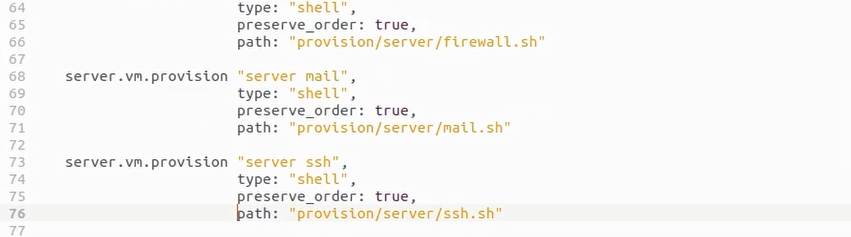 64 type: "shell",
65 preserve_order: true,
66 path: "provision/server/firewall.sh"
67
68 server.vm.provision "server mail",
69 type: "shell",
70 preserve_order: true,
71 path: "provision/server/mail.sh"
72
73 server.vm.provision "server ssh",
74 type: "shell",
75 preserve_order: true,
76 path: "provision/server/ssh.sh"
77